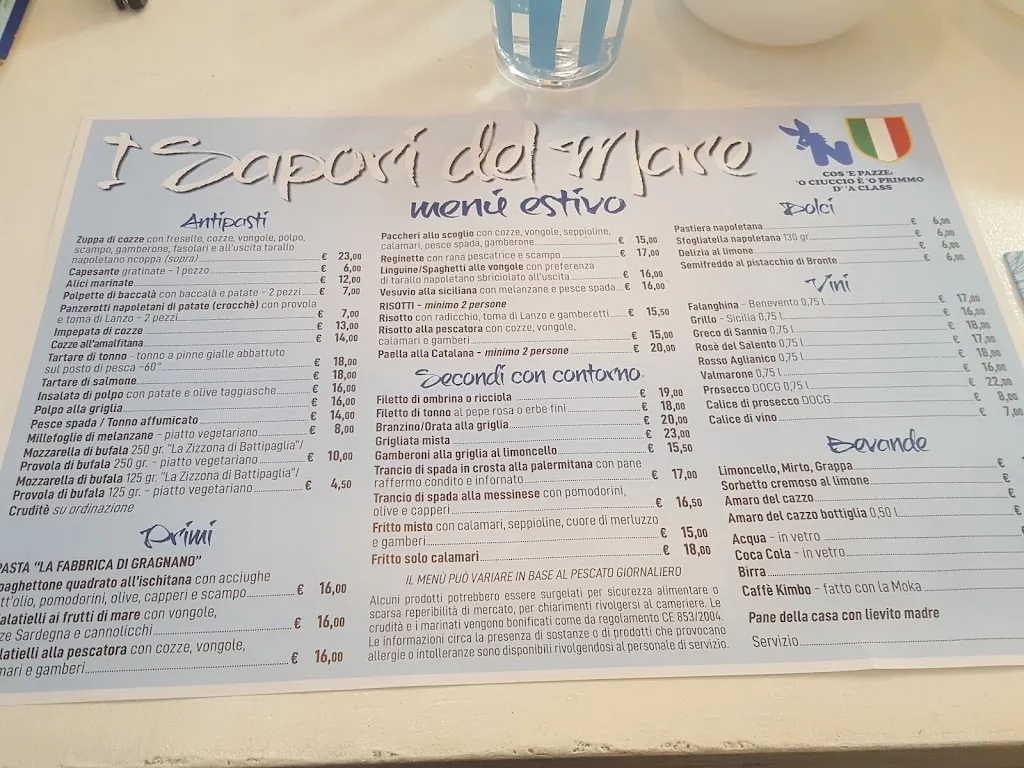 I Sapori del Mare
menú estivo
COS 'E PAZZE:
'O CIUCCIO È 'O PRIMMO
D' 'A CLASS
Antipasti
Zuppa di cozze con freselle, cozze, vongole, polpo,
scampo, gamberone, fasolari e all'uscita tarallo
napoletano ncoppa (sopra) € 23,00
Capesante gratinate - 1 pezzo € 6,00
Alici marinate € 12,00
Polpette di baccalà con baccalà e patate - 2 pezzi € 7,00
Panzerotti napoletani di patate (crocchè) con provola
e toma di Lanzo - 2 pezzi € 7,00
Impepata di cozze € 13,00
Cozze all'amalfitana € 14,00
Tartare di tonno - tonno a pinne gialle abbattuto
sul posto di pesca -60° € 18,00
Tartare di salmone € 18,00
Insalata di polpo con patate e olive taggiasche € 16,00
Polpo alla griglia € 16,00
Pesce spada / Tonno affumicato € 14,00
Millefoglie di melanzane - piatto vegetariano € 8,00
Mozzarella di bufala 250 gr. "La Zizzona di Battipaglia"/
Provola di bufala 250 gr. - piatto vegetariano € 10,00
Mozzarella di bufala 125 gr. "La Zizzona di Battipaglia"/
Provola di bufala 125 gr. - piatto vegetariano € 4,50
Cruditè su ordinazione
Primi
PASTA "LA FABBRICA DI GRAGNANO"
paghettone quadrato all'ischitana con acciughe
tt'olio, pomodorini, olive, capperi e scampo € 16,00
alatielli ai frutti di mare con vongole,
ze Sardegna e cannolicchi € 16,00
latielli alla pescatora con cozze, vongole,
mari e gamberi € 16,00
Paccheri allo scoglio con cozze, vongole, seppioline,
calamari, pesce spada, gamberone € 15,00
Reginette con rana pescatrice e scampo € 17,00
Linguine/Spaghetti alle vongole con preferenza
di tarallo napoletano sbriciolato all'uscita € 16,00
Vesuvio alla siciliana con melanzane e pesce spada € 16,00
RISOTTI - minimo 2 persone
Risotto con radicchio, toma di Lanzo e gamberetti € 15,50
Risotto alla pescatora con cozze, vongole,
calamari e gamberi € 15,00
Paella alla Catalana - minimo 2 persone € 20,00
Secondi con contorno
Filetto di ombrina o ricciola € 19,00
Filetto di tonno al pepe rosa o erbe fini € 18,00
Branzino/Orata alla griglia € 20,00
Grigliata mista € 23,00
Gamberoni alla griglia al limoncello € 15,50
Trancio di spada in crosta alla palermitana con pane
raffermo condito e infornato € 17,00
Trancio di spada alla messinese con pomodorini,
olive e capperi € 16,50
Fritto misto con calamari, seppioline, cuore di merluzzo
e gamberi € 15,00
Fritto solo calamari € 18,00
IL MENÙ PUÒ VARIARE IN BASE AL PESCATO GIORNALIERO
Alcuni prodotti potrebbero essere surgelati per sicurezza alimentare o
scarsa reperibilità di mercato, per chiarimenti rivolgersi al cameriere. Le
crudità e i marinati vengono bonificati come da regolamento CE 853/2004.
Le informazioni circa la presenza di sostanze o di prodotti che provocano
allergie o intolleranze sono disponibili rivolgendosi al personale di servizio.
Dolci
Pastiera napoletana € 6,00
Sfogliatella napoletana 130 gr. € 6,00
Delizia al limone € 6,00
Semifreddo al pistacchio di Bronte € 6,00
Vini
Falanghina - Benevento 0,75 l € 17,00
Grillo - Sicilia 0,75 l € 16,00
Greco di Sannio 0,75 l € 18,00
Rosè del Salento 0,75 l € 17,00
Rosso Aglianico 0,75 l € 18,00
Valmarone 0,75 l € 16,00
Prosecco DOCG 0,75 l € 22,00
Calice di prosecco DOCG € 8,00
Calice di vino € 7,00
Bevande
Limoncello, Mirto, Grappa €
Sorbetto cremoso al limone €
Amaro del cazzo €
Amaro del cazzo bottiglia 0,50 l €
Acqua - in vetro €
Coca Cola - in vetro €
Birra €
Caffè Kimbo - fatto con la Moka €
Pane della casa con lievito madre
Servizio €